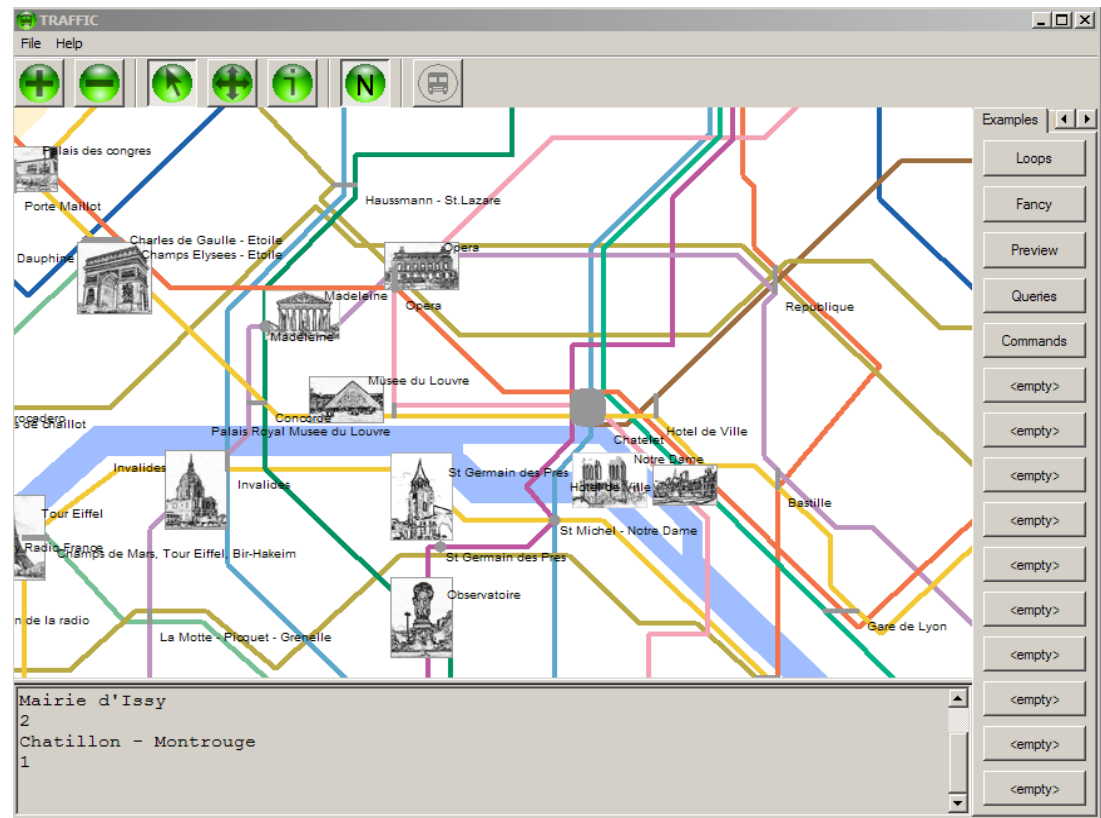 TRAFFIC
File Help
N
Examples
Loops
Fancy
Preview
Queries
Commands
<empty>
<empty>
<empty>
<empty>
<empty>
<empty>
<empty>
<empty>
<empty>
<empty>
Palais des congres
Porte Maillot
Haussmann - St.Lazare
Charles de Gaulle - Etoile
Champs Elysees - Etoile
Dauphine
Opera
Madeleine
Opera
Republique
Madeleine
Musee du Louvre
Concorde
Palais Royal Musee du Louvre
Chatelet
Hotel de Ville
Notre Dame
Invalides
Invalides
St Germain des Pres
Hotel de Ville
Bastille
Tour Eiffel
St Michel - Notre Dame
y Radio France
Champs de Mars, Tour Eiffel, Bir-Hakeim
St Germain des Pres
Observatoire
n de la radio
La Motte - Picquet - Grenelle
Gare de Lyon
Mairie d'Issy
2
Chatillon - Montrouge
1